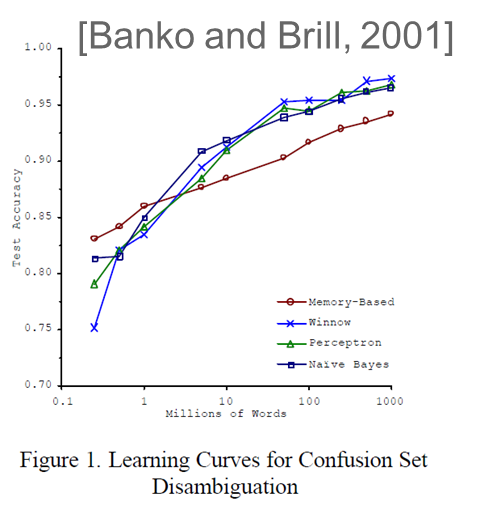 [Banko and Brill, 2001]
1.00
0.95
0.90
0.85
0.80
0.75
0.70
Test Accuracy
0.1 1 10 100 1000
Millions of Words
Memory-Based
Winnow
Perceptron
Naïve Bayes
Figure 1. Learning Curves for Confusion Set
Disambiguation